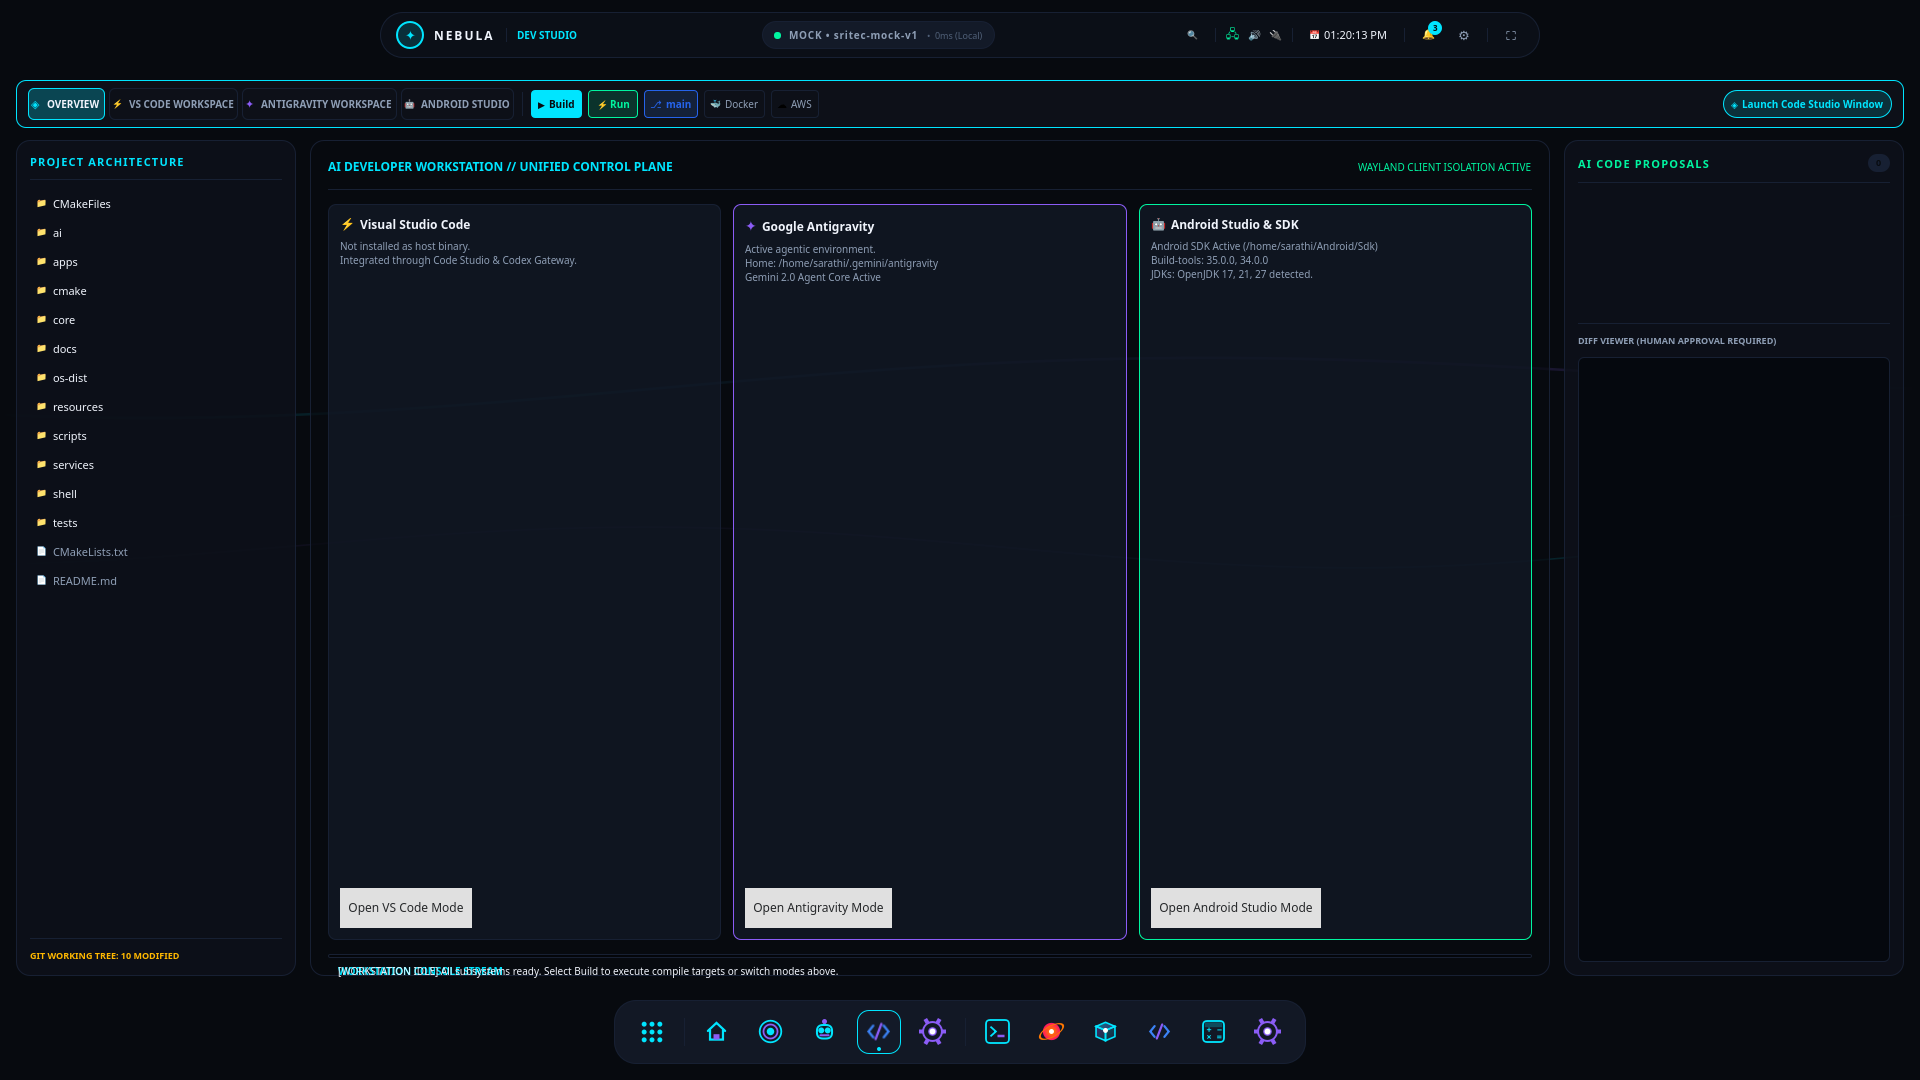 NEBULA
DEV STUDIO
MOCK • sritec-mock-v1 • 0ms (Local)
01:20:13 PM
3
OVERVIEW
VS CODE WORKSPACE
ANTIGRAVITY WORKSPACE
ANDROID STUDIO
Build
Run
main
Docker
AWS
Launch Code Studio Window
PROJECT ARCHITECTURE
CMakeFiles
ai
apps
cmake
core
docs
os-dist
resources
scripts
services
shell
tests
CMakeLists.txt
README.md
GIT WORKING TREE: 10 MODIFIED
AI DEVELOPER WORKSTATION // UNIFIED CONTROL PLANE
WAYLAND CLIENT ISOLATION ACTIVE
Visual Studio Code
Not installed as host binary.
Integrated through Code Studio & Codex Gateway.
Open VS Code Mode
Google Antigravity
Active agentic environment.
Home: /home/sarathi/.gemini/antigravity
Gemini 2.0 Agent Core Active
Open Antigravity Mode
Android Studio & SDK
Android SDK Active (/home/sarathi/Android/Sdk)
Build-tools: 35.0.0, 34.0.0
JDKs: OpenJDK 17, 21, 27 detected.
Open Android Studio Mode
ready. Select Build to execute compile targets or switch modes above.
AI CODE PROPOSALS
0
DIFF VIEWER (HUMAN APPROVAL REQUIRED)